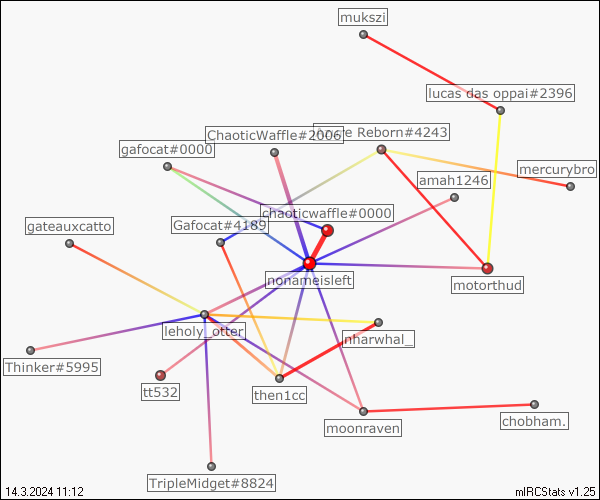 mukszi
lucas das oppai#2396
ChaoticWaffle#2006
Reborn#4243
gafocat#0000
mercurybro
amah1246
chaoticwaffle#0000
gateauxcatto
Gafocat#4189
nonameisleft
motorthud
leholy_otter
nharwhal_
Thinker#5995
tt532
then1cc
moonraven
chobham.
TripleMidget#8824
14.3.2024 11:12
mIRCStats v1.25